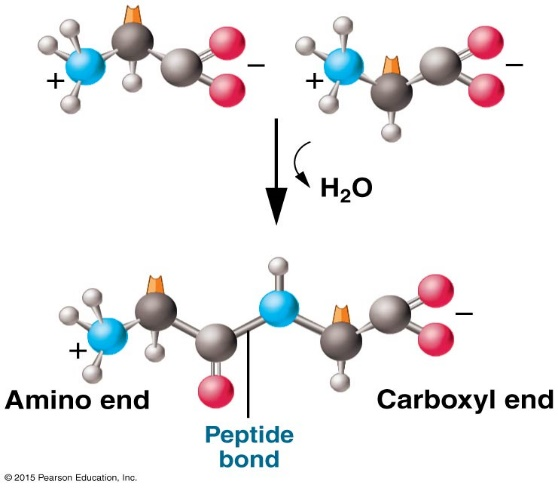 +
−
+
−
H₂O
+
−
Amino end
Carboxyl end
Peptide
bond
© 2015 Pearson Education, Inc.